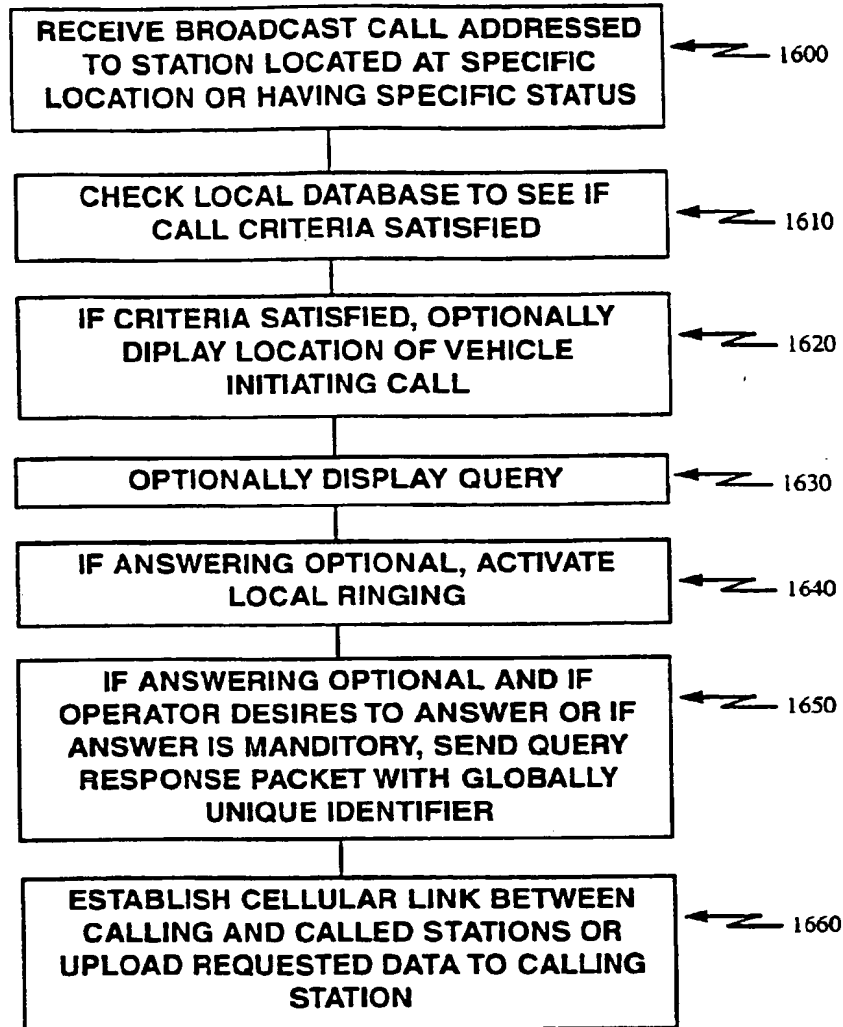 RECEIVE BROADCAST CALL ADDRESSED
TO STATION LOCATED AT SPECIFIC
LOCATION OR HAVING SPECIFIC STATUS
1600
CHECK LOCAL DATABASE TO SEE IF
CALL CRITERIA SATISFIED
1610
IF CRITERIA SATISFIED, OPTIONALLY
DIPLAY LOCATION OF VEHICLE
INITIATING CALL
1620
OPTIONALLY DISPLAY QUERY
1630
IF ANSWERING OPTIONAL, ACTIVATE
LOCAL RINGING
1640
IF ANSWERING OPTIONAL AND IF
OPERATOR DESIRES TO ANSWER OR IF
ANSWER IS MANDITORY, SEND QUERY
RESPONSE PACKET WITH GLOBALLY
UNIQUE IDENTIFIER
1650
ESTABLISH CELLULAR LINK BETWEEN
CALLING AND CALLED STATIONS OR
UPLOAD REQUESTED DATA TO CALLING
STATION
1660